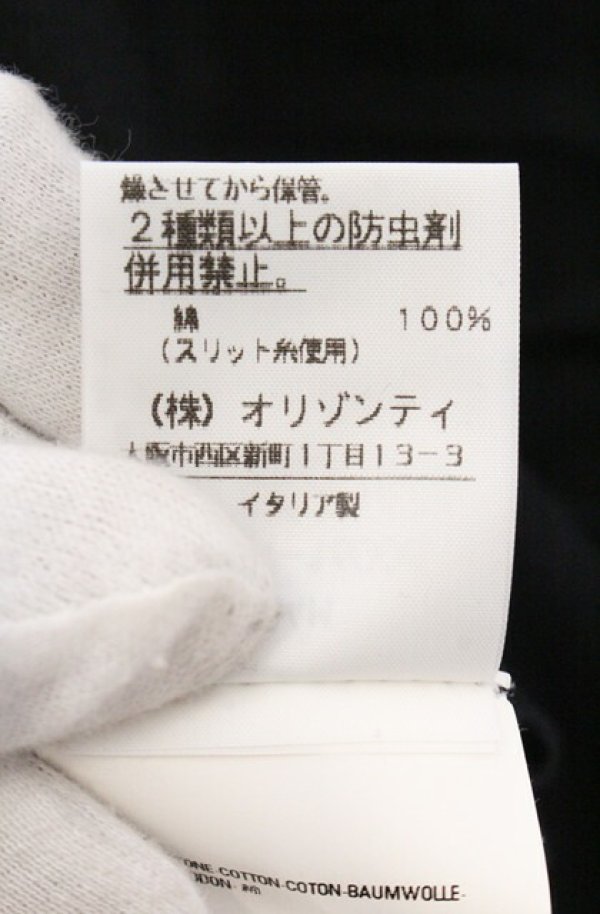 燥させてから保管。
２種類以上の防虫剤
併用禁止。
綿 100%
(スリット糸使用)
(株) オリゾンティ
大阪市西区新町1丁目13-3
イタリア製
ONE COTTON-COTON-BAUMWOLLE-